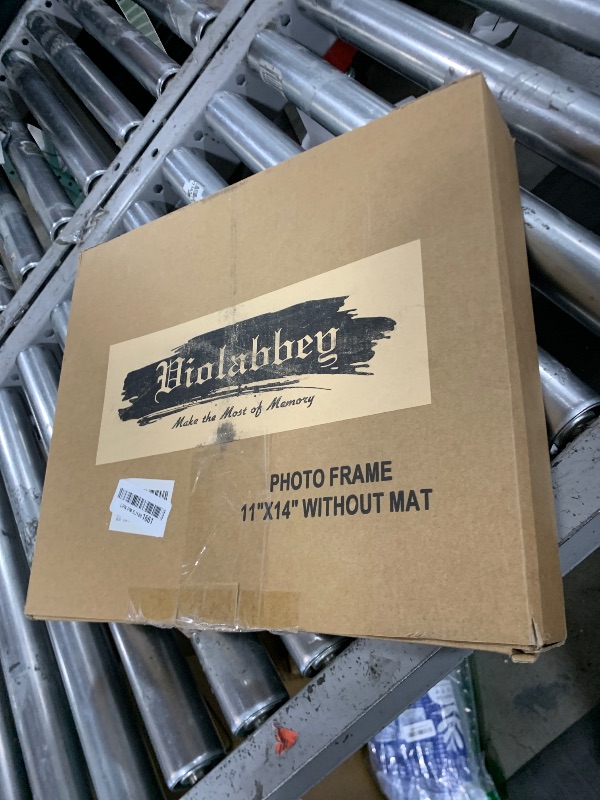 Violabbey
Make the Most of Memory
PHOTO FRAME
11"X14" WITHOUT MAT